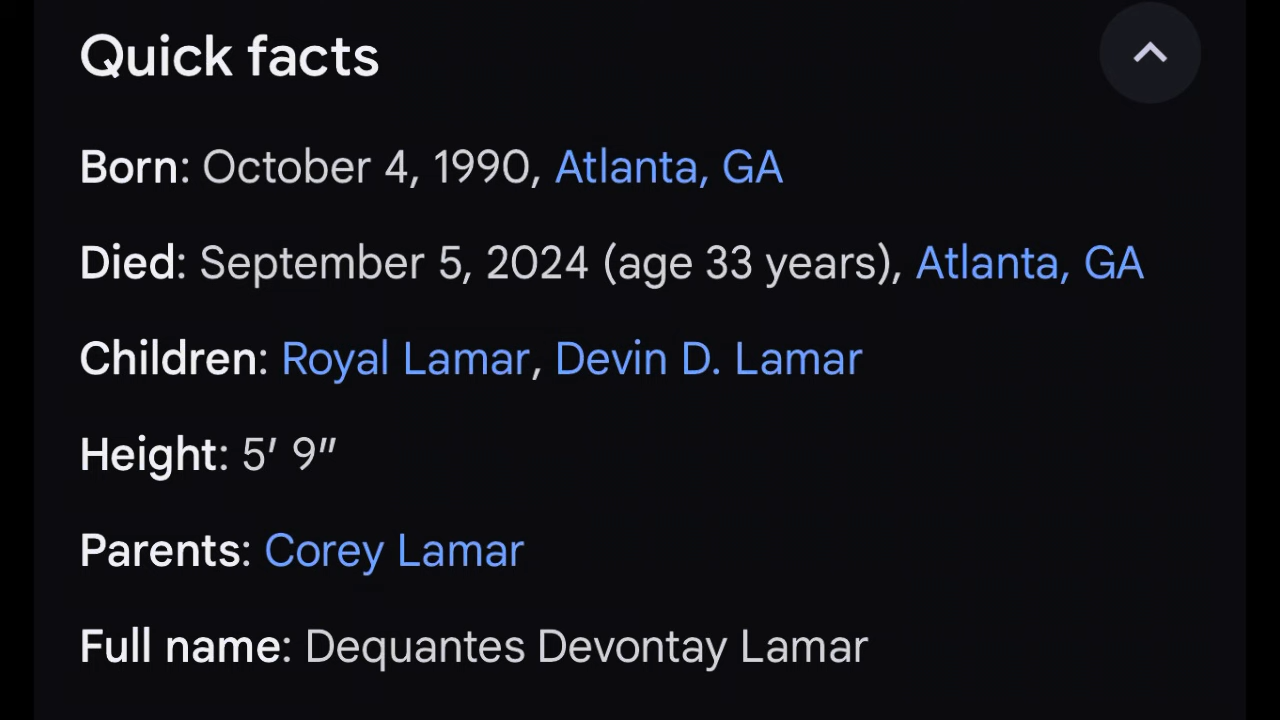 Quick facts
Born: October 4, 1990, Atlanta, GA
Died: September 5, 2024 (age 33 years), Atlanta, GA
Children: Royal Lamar, Devin D. Lamar
Height: 5′ 9″
Parents: Corey Lamar
Full name: Dequantes Devontay Lamar